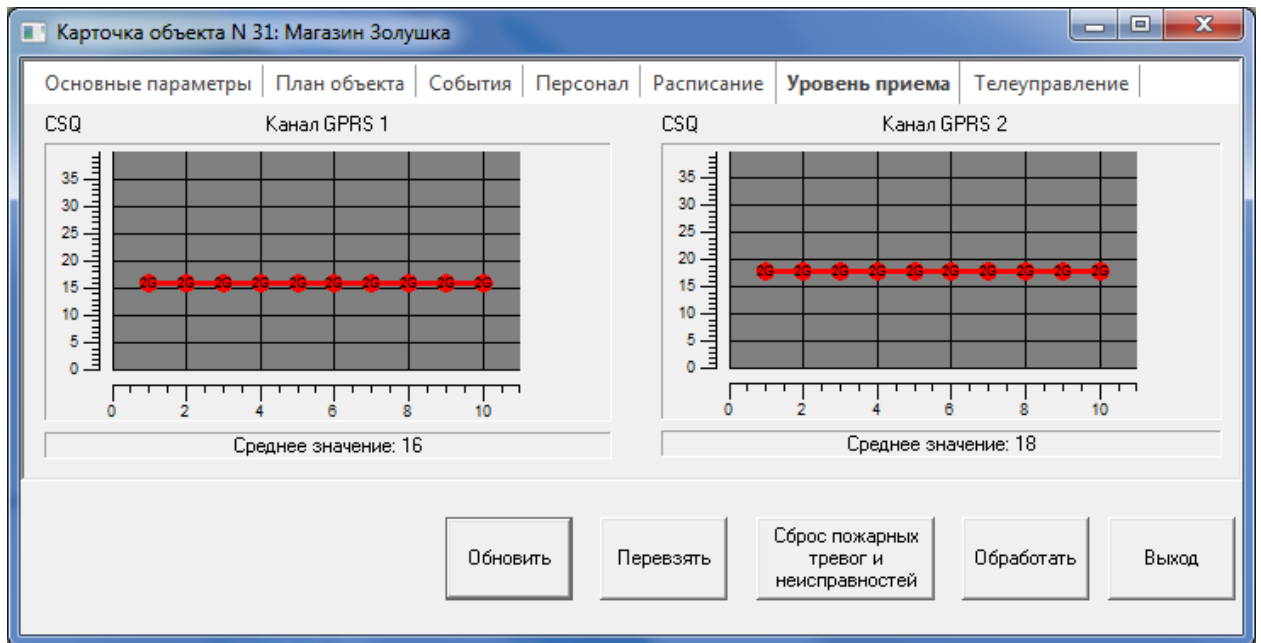 Карточка объекта N 31: Магазин Золушка
Основные параметры План объекта События Персонал Расписание Уровень приема Телеуправление
CSQ Канал GPRS 1
35
30
25
20
15
10
5
0
2G 2G 2G 2G 2G 2G 2G 2G 2G 2G
0 2 4 6 8 10
Среднее значение: 16
CSQ Канал GPRS 2
35
30
25
20
15
10
5
0
2G 2G 2G 2G 2G 2G 2G 2G 2G 2G
0 2 4 6 8 10
Среднее значение: 18
Обновить
Перевзять
Сброс пожарных
тревог и
неисправностей
Обработать
Выход